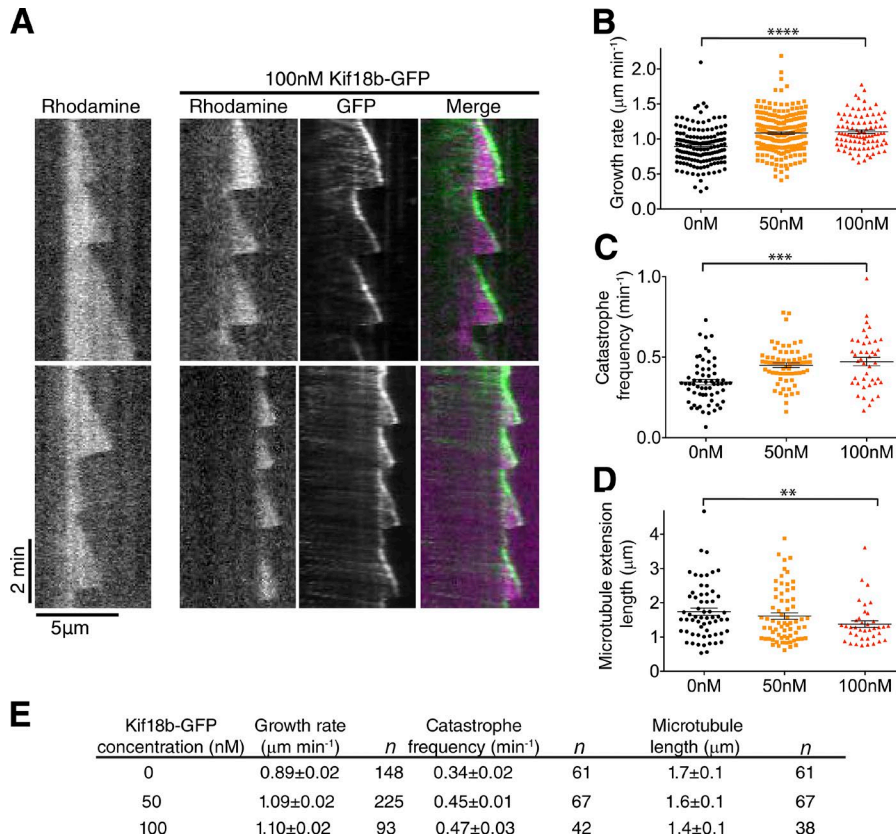 A
100nM Kif18b-GFP
Rhodamine
Rhodamine
GFP
Merge
2 min
5μm
B
****
Growth rate (μm min-1)
2.0
1.5
1.0
0.5
0.0
0nM
50nM
100nM
C
***
Catastrophe
frequency (min-1)
1.0
0.5
0.0
0nM
50nM
100nM
D
**
Microtubule extension
length (μm)
4
3
2
1
0
0nM
50nM
100nM
E
Kif18b-GFP Growth rate Catastrophe Microtubule
concentration (nM) (μm min-1) n frequency (min-1) n length (μm) n
0 0.89±0.02 148 0.34±0.02 61 1.7±0.1 61
50 1.09±0.02 225 0.45±0.01 67 1.6±0.1 67
100 1.10±0.02 93 0.47±0.03 42 1.4±0.1 38